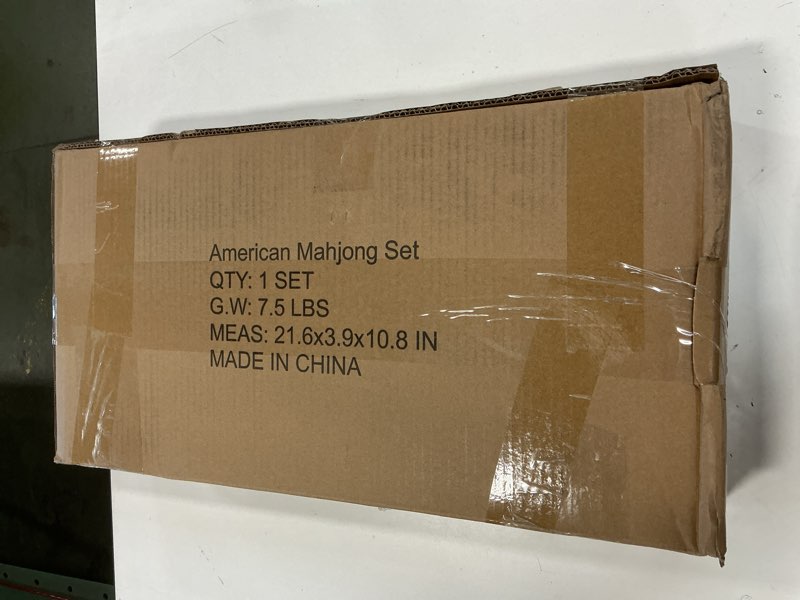 American Mahjong Set
QTY: 1 SET
G.W: 7.5 LBS
MEAS: 21.6x3.9x10.8 IN
MADE IN CHINA